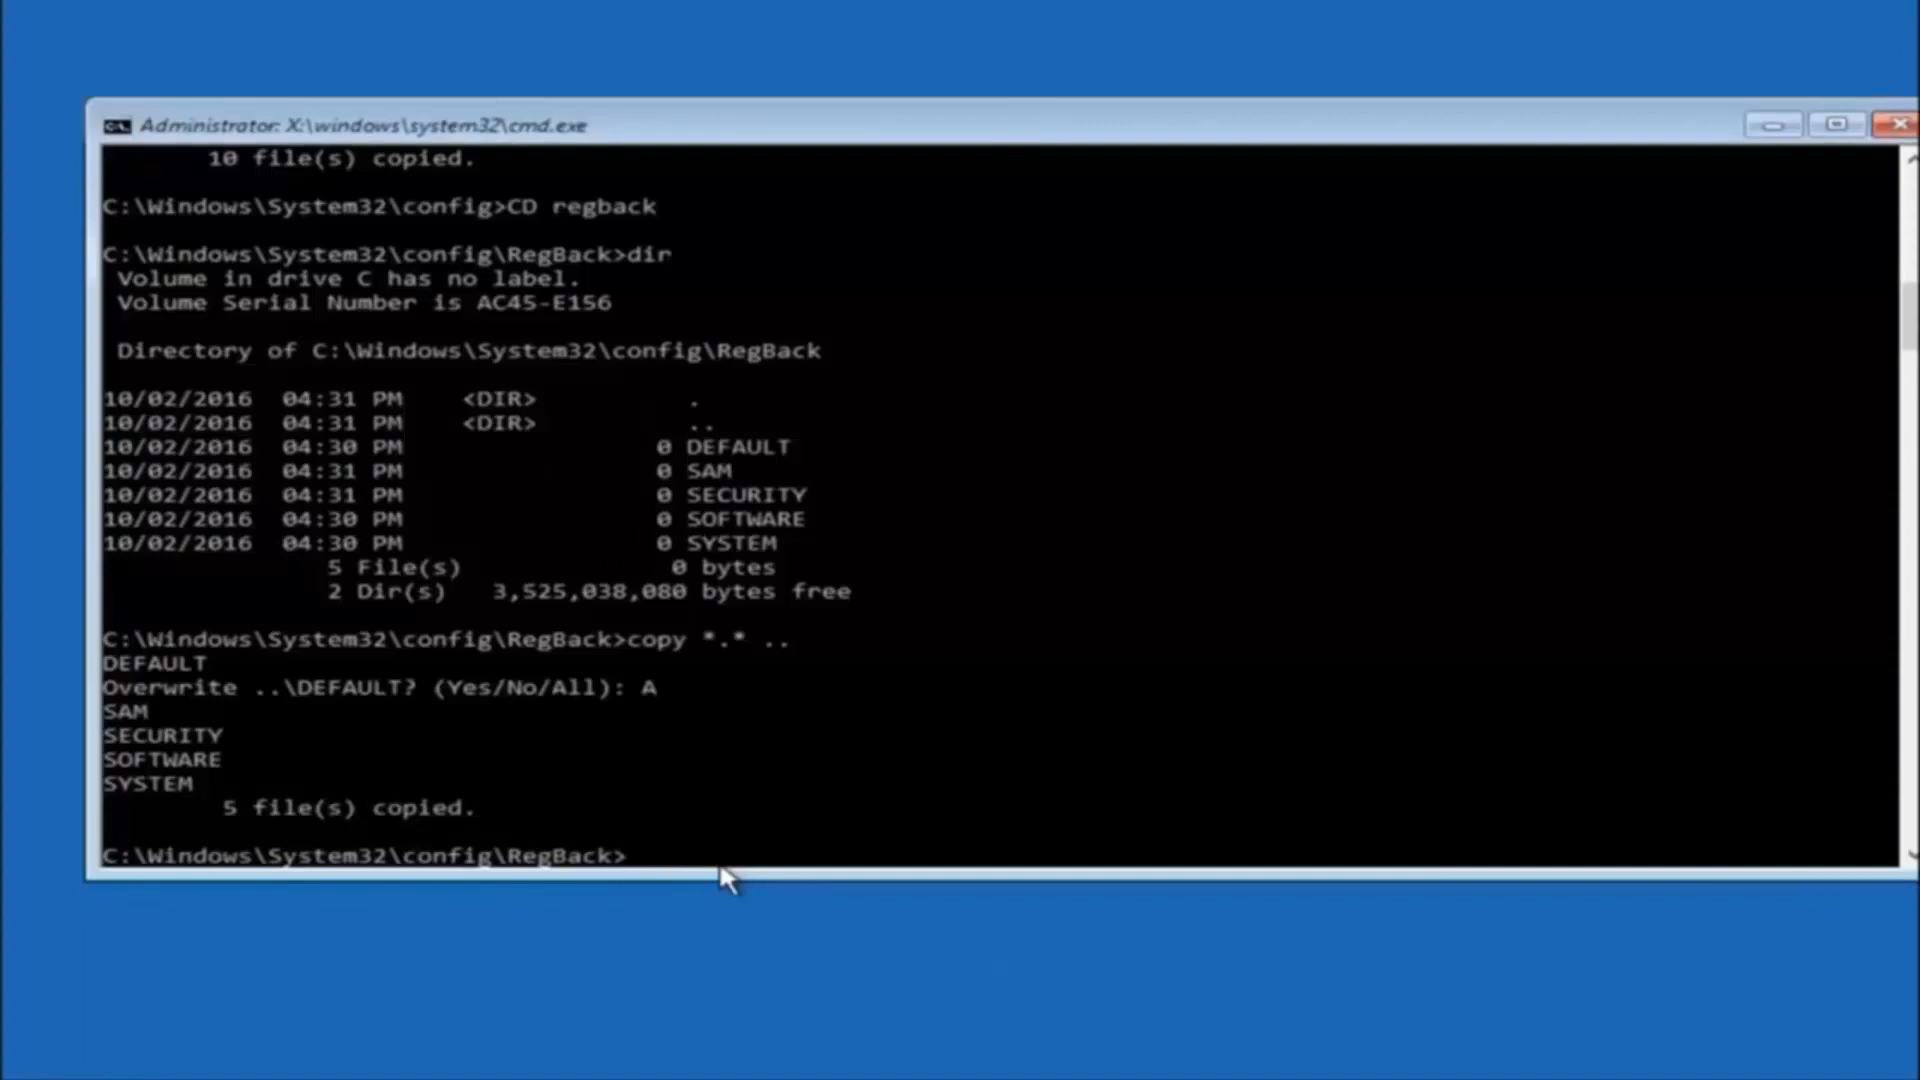 Administrator: X:\windows\system32\cmd.exe
10 file(s) copied.
C:\Windows\System32\config>CD regback
C:\Windows\System32\config\RegBack>dir
Volume in drive C has no label.
Volume Serial Number is AC45-E156
Directory of C:\Windows\System32\config\RegBack
10/02/2016 04:31 PM <DIR> .
10/02/2016 04:31 PM <DIR> ..
10/02/2016 04:30 PM 0 DEFAULT
10/02/2016 04:31 PM 0 SAM
10/02/2016 04:31 PM 0 SECURITY
10/02/2016 04:30 PM 0 SOFTWARE
10/02/2016 04:30 PM 0 SYSTEM
5 File(s) 0 bytes
2 Dir(s) 3,525,038,080 bytes free
C:\Windows\System32\config\RegBack>copy *.* ..
DEFAULT
Overwrite ..\DEFAULT? (Yes/No/All): A
SAM
SECURITY
SOFTWARE
SYSTEM
5 file(s) copied.
C:\Windows\System32\config\RegBack>